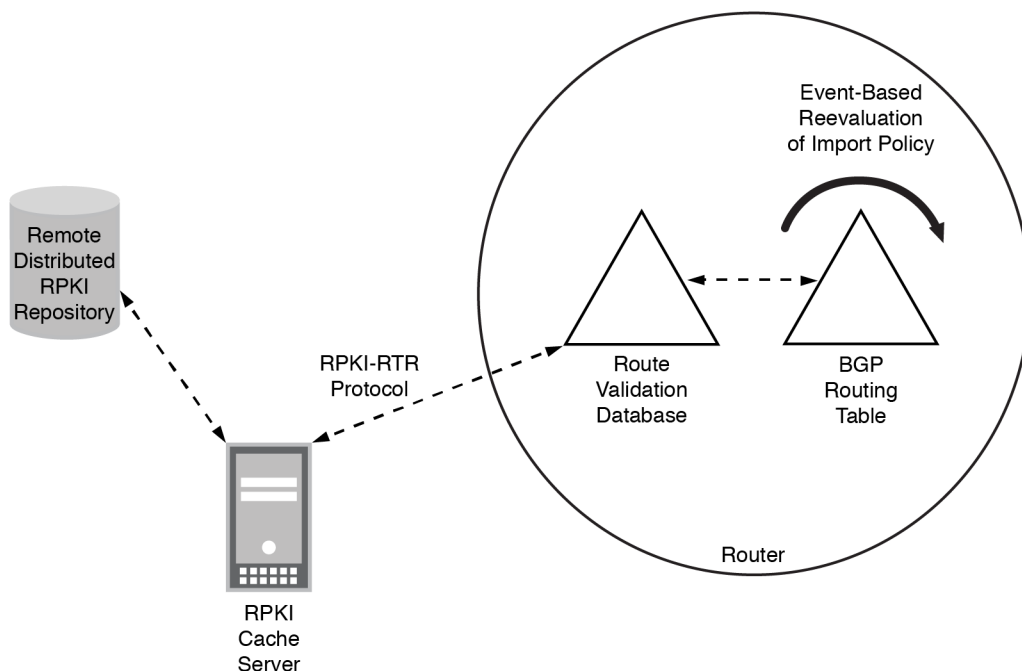 Event-Based
Reevaluation
of Import Policy
Remote
Distributed
RPKI
Repository
RPKI-RTR
Protocol
Route
Validation
Database
BGP
Routing
Table
Router
RPKI
Cache
Server